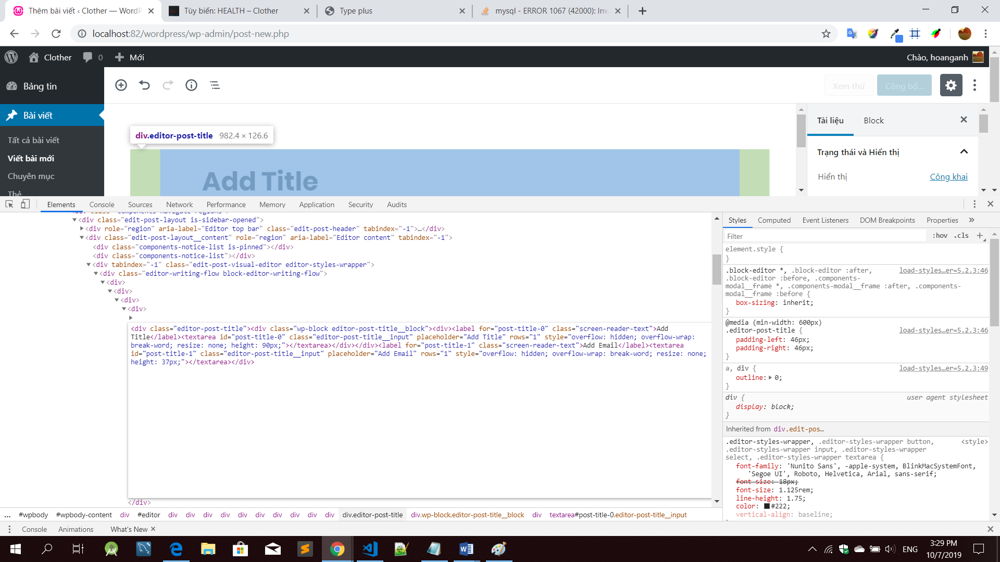 Thêm bài viết ‹ Clother — WordP
Tùy biến: HEALTH – Clother
Type plus
mysql - ERROR 1067 (42000): Inva
localhost:82/wordpress/wp-admin/post-new.php
Clother
0
Mới
Chào, hoanganh
Bảng tin
Bài viết
Tất cả bài viết
Viết bài mới
Chuyên mục
Thẻ
Xem thử
Công bố...
div.editor-post-title 982.4 × 126.6
Add Title
Tài liệu
Block
Trạng thái và Hiển thị
Hiển thị
Công khai
Elements
Console
Sources
Network
Performance
Memory
Application
Security
Audits
<div class="components-navigate-regions">
<div class="edit-post-layout is-sidebar-opened">
<div role="region" aria-label="Editor top bar" class="edit-post-header" tabindex="-1">…</div>
<div class="edit-post-layout__content" role="region" aria-label="Editor content" tabindex="-1">
<div class="components-notice-list is-pinned"></div>
<div class="components-notice-list"></div>
<div tabindex="-1" class="edit-post-visual-editor editor-styles-wrapper">
<div class="editor-writing-flow block-editor-writing-flow">
<div>
<div>
<div>
<div>
<div class="editor-post-title"><div class="wp-block editor-post-title__block"><div><label for="post-title-0" class="screen-reader-text">Add
Title</label><textarea id="post-title-0" class="editor-post-title__input" placeholder="Add Title" rows="1" style="overflow: hidden; overflow-wrap:
break-word; resize: none; height: 90px;"></textarea></div></div><label for="post-title-1" class="screen-reader-text">Add Email</label><textarea
id="post-title-1" class="editor-post-title__input" placeholder="Add Email" rows="1" style="overflow: hidden; overflow-wrap: break-word; resize: none;
height: 37px;"></textarea></div>
</div>
... #wpbody #wpbody-content div #editor div div div div div div div div div div div.editor-post-title div.wp-block.editor-post-title__block div textarea#post-title-0.editor-post-title__input
Styles
Computed
Event Listeners
DOM Breakpoints
Properties
»
Filter
:hov .cls +
element.style {
}
.block-editor *, .block-editor :after, load-styles…er=5.2.3:46
.block-editor :before, .components-
modal__frame *, .components-modal__frame :after, .components-
modal__frame :before {
box-sizing: inherit;
}
@media (min-width: 600px)
.editor-post-title { load-styles…er=5.2.3:46
padding-left: 46px;
padding-right: 46px;
}
a, div { load-styles…er=5.2.3:49
outline: 0;
}
div { user agent stylesheet
display: block;
}
Inherited from div.edit-pos…
.editor-styles-wrapper, .editor-styles-wrapper button, <style>
.editor-styles-wrapper input, .editor-styles-wrapper
select, .editor-styles-wrapper textarea {
font-family: 'Nunito Sans', -apple-system, BlinkMacSystemFont,
'Segoe UI', Roboto, Helvetica, Arial, sans-serif;
font-size: 18px;
font-size: 1.125rem;
line-height: 1.75;
color: #222;
vertical-align: baseline;
}
Console
Animations
What's New
ENG
3:29 PM
10/7/2019